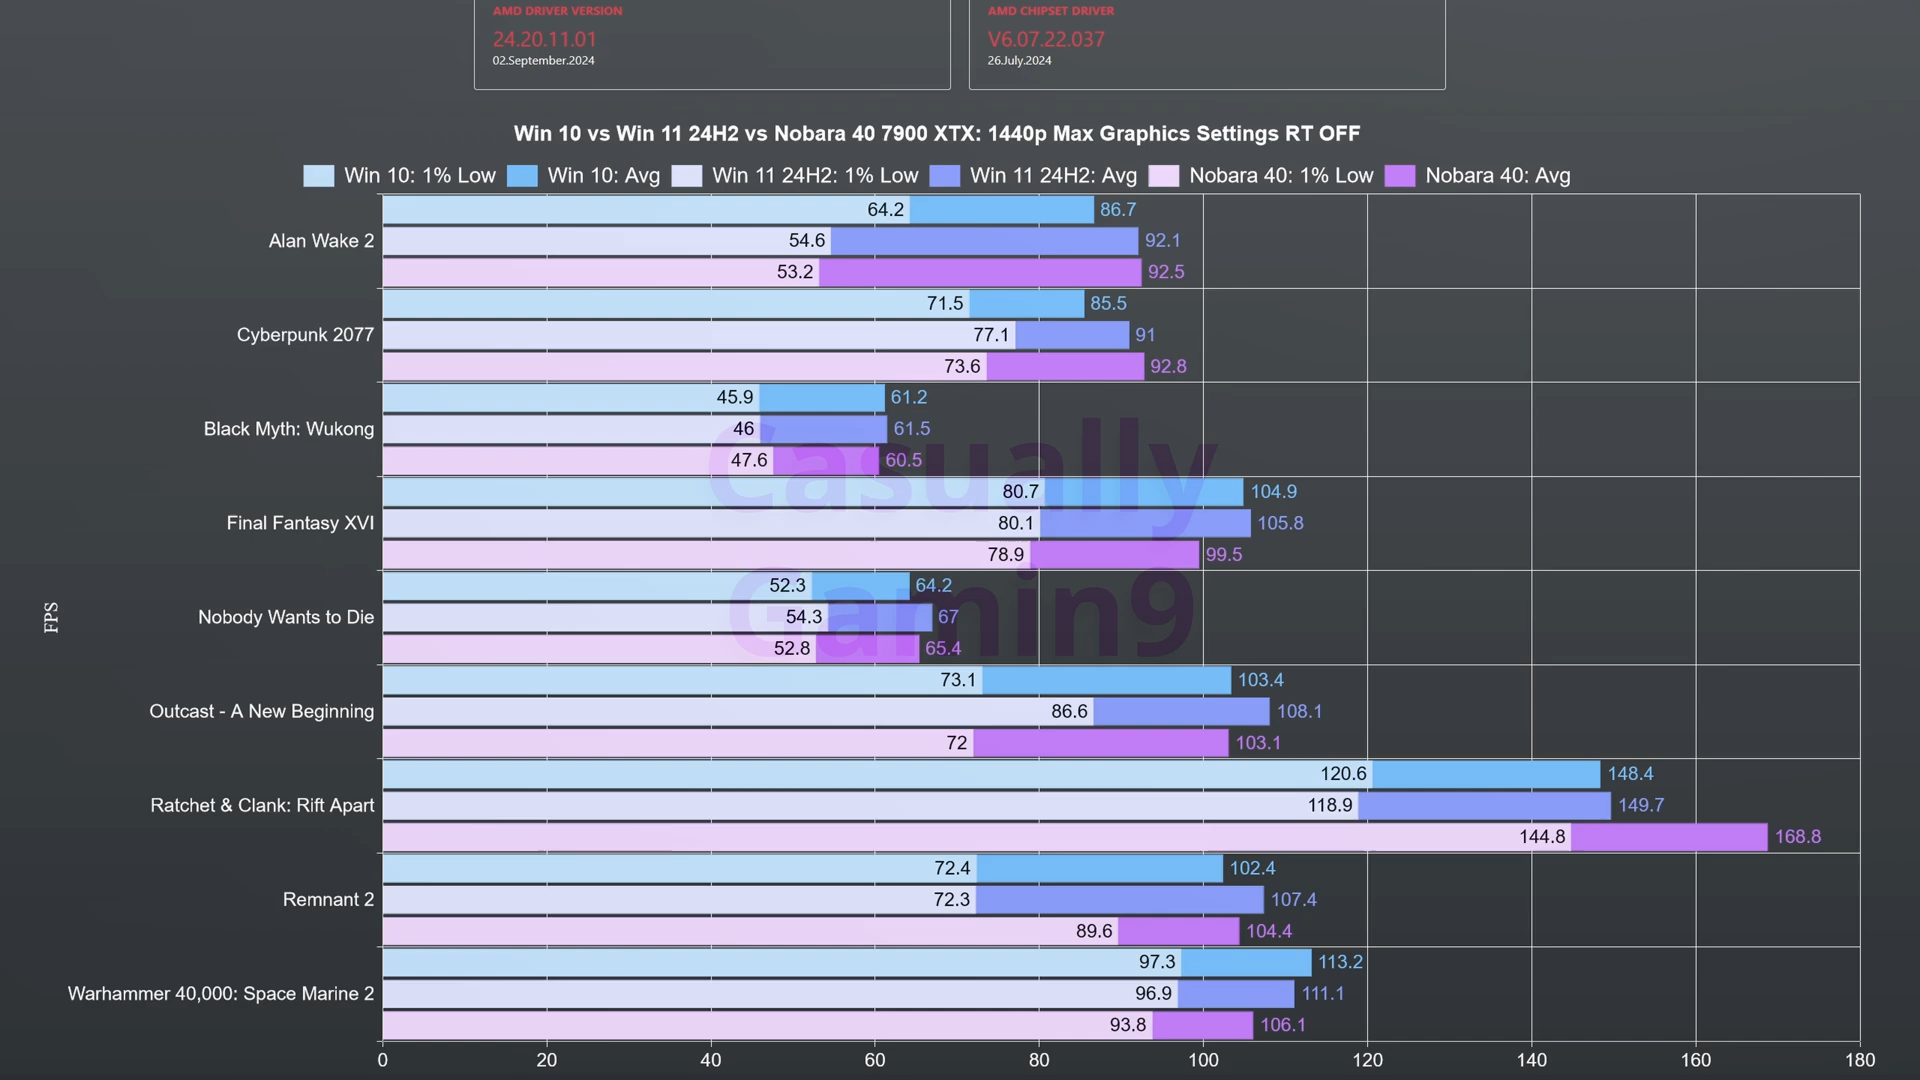 AMD DRIVER VERSION
24.20.11.01
02.September.2024
AMD CHIPSET DRIVER
V6.07.22.037
26.July.2024
Win 10 vs Win 11 24H2 vs Nobara 40 7900 XTX: 1440p Max Graphics Settings RT OFF
Win 10: 1% Low Win 10: Avg Win 11 24H2: 1% Low Win 11 24H2: Avg Nobara 40: 1% Low Nobara 40: Avg
FPS
Alan Wake 2
64.2 86.7
54.6 92.1
53.2 92.5
Cyberpunk 2077
71.5 85.5
77.1 91
73.6 92.8
Black Myth: Wukong
45.9 61.2
46 61.5
47.6 60.5
Final Fantasy XVI
80.7 104.9
80.1 105.8
78.9 99.5
Nobody Wants to Die
52.3 64.2
54.3 67
52.8 65.4
Outcast - A New Beginning
73.1 103.4
86.6 108.1
72 103.1
Ratchet & Clank: Rift Apart
120.6 148.4
118.9 149.7
144.8 168.8
Remnant 2
72.4 102.4
72.3 107.4
89.6 104.4
Warhammer 40,000: Space Marine 2
97.3 113.2
96.9 111.1
93.8 106.1
0 20 40 60 80 100 120 140 160 180
Casually
Gamin9